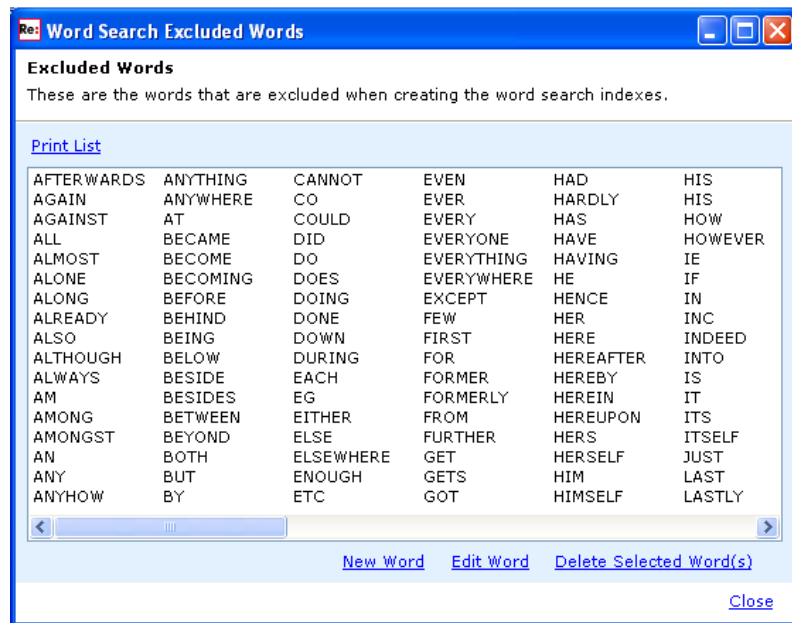 Re: Word Search Excluded Words
Excluded Words
These are the words that are excluded when creating the word search indexes.
Print List
AFTERWARDS ANYTHING CANNOT EVEN HAD HIS
AGAIN ANYWHERE CO EVER HARDLY HIS
AGAINST AT COULD EVERY HAS HOW
ALL BECAME DID EVERYONE HAVE HOWEVER
ALMOST BECOME DO EVERYTHING HAVING IE
ALONE BECOMING DOES EVERYWHERE HE IF
ALONG BEFORE DOING EXCEPT HENCE IN
ALREADY BEHIND DONE FEW HER INC
ALSO BEING DOWN FIRST HERE INDEED
ALTHOUGH BELOW DURING FOR HEREAFTER INTO
ALWAYS BESIDE EACH FORMER HEREBY IS
AM BESIDES EG FORMERLY HEREIN IT
AMONG BETWEEN EITHER FROM HEREUPON ITS
AMONGST BEYOND ELSE FURTHER HERS ITSELF
AN BOTH ELSEWHERE GET HERSELF JUST
ANY BUT ENOUGH GETS HIM LAST
ANYHOW BY ETC GOT HIMSELF LASTLY
New Word Edit Word Delete Selected Word(s)
Close